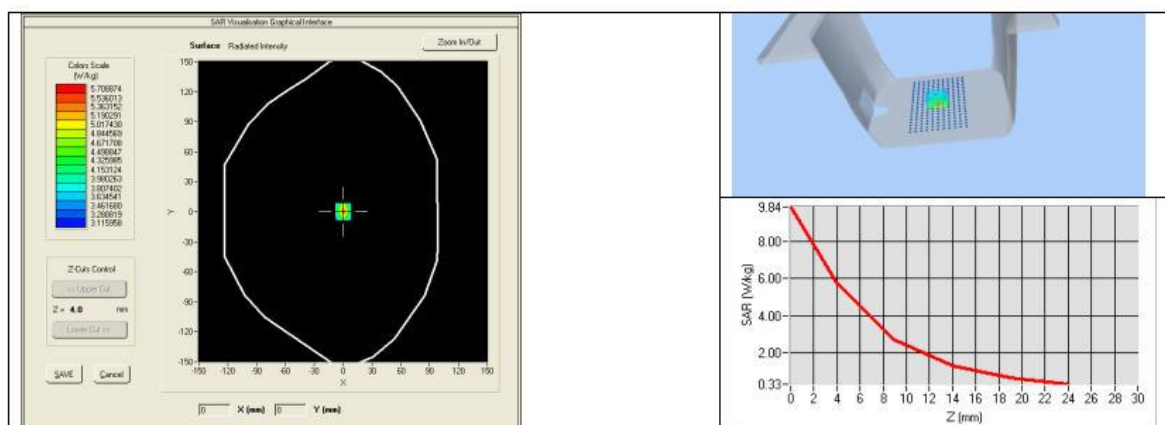 SAR Visualisation Graphical Interface
Surface Radiated Intensity
Zoom In/Out
Colors Scale
(W/kg)
5.708874
5.536013
5.363152
5.190291
5.017430
4.844569
4.671708
4.498847
4.325985
4.153124
3.980263
3.807402
3.634541
3.461680
3.288819
3.115958
Z-Cuts Control
<< Upper Cut
Z = 4.0 mm
Lower Cut >>
SAVE Cancel
150
120
90
60
30
0
-30
-60
-90
-120
-150
Y
-150 -120 -90 -60 -30 0 30 60 90 120 150
X
0 X (mm) 0 Y (mm)
9.84
8.00
6.00
4.00
2.00
0.33
SAR (W/kg)
0 2 4 6 8 10 12 14 16 18 20 22 24 26 28 30
Z (mm)